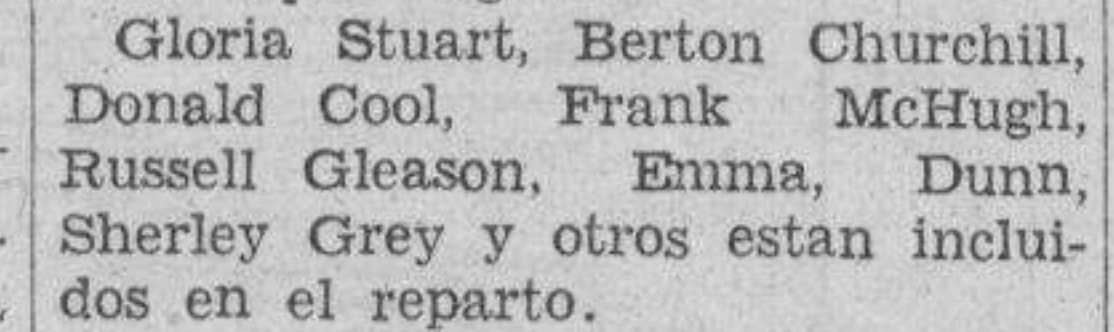 Gloria Stuart, Berton Churchill,
Donald Cool, Frank McHugh,
Russell Gleason, Emma, Dunn,
Sherley Grey y otros estan inclui-
dos en el reparto.